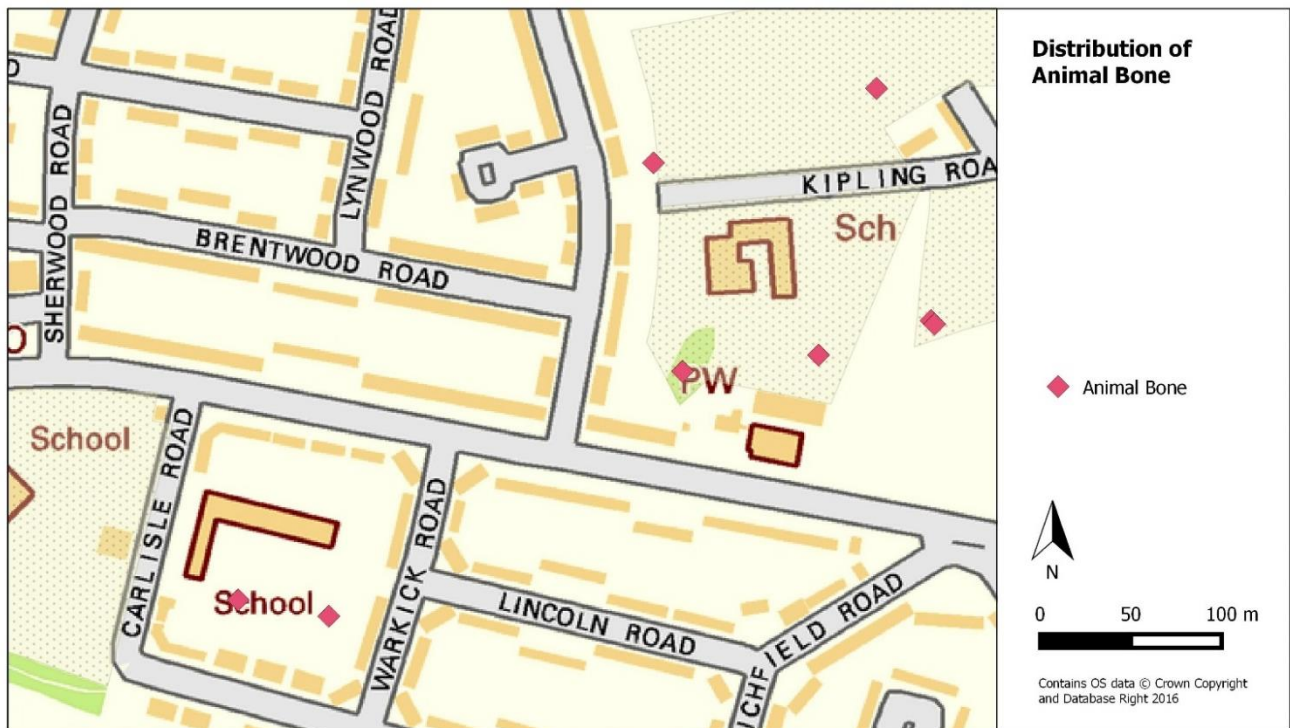 Distribution of
Animal Bone
D
LYNWOOD ROAD
SHERWOOD ROAD
KIPLING ROA
Sch
BRENTWOOD ROAD
O
PW
Animal Bone
School
CARLISLE ROAD
WARKICK ROAD
School
LINCOLN ROAD
ICHFIELD ROAD
N
0 50 100 m
Contains OS data © Crown Copyright
and Database Right 2016